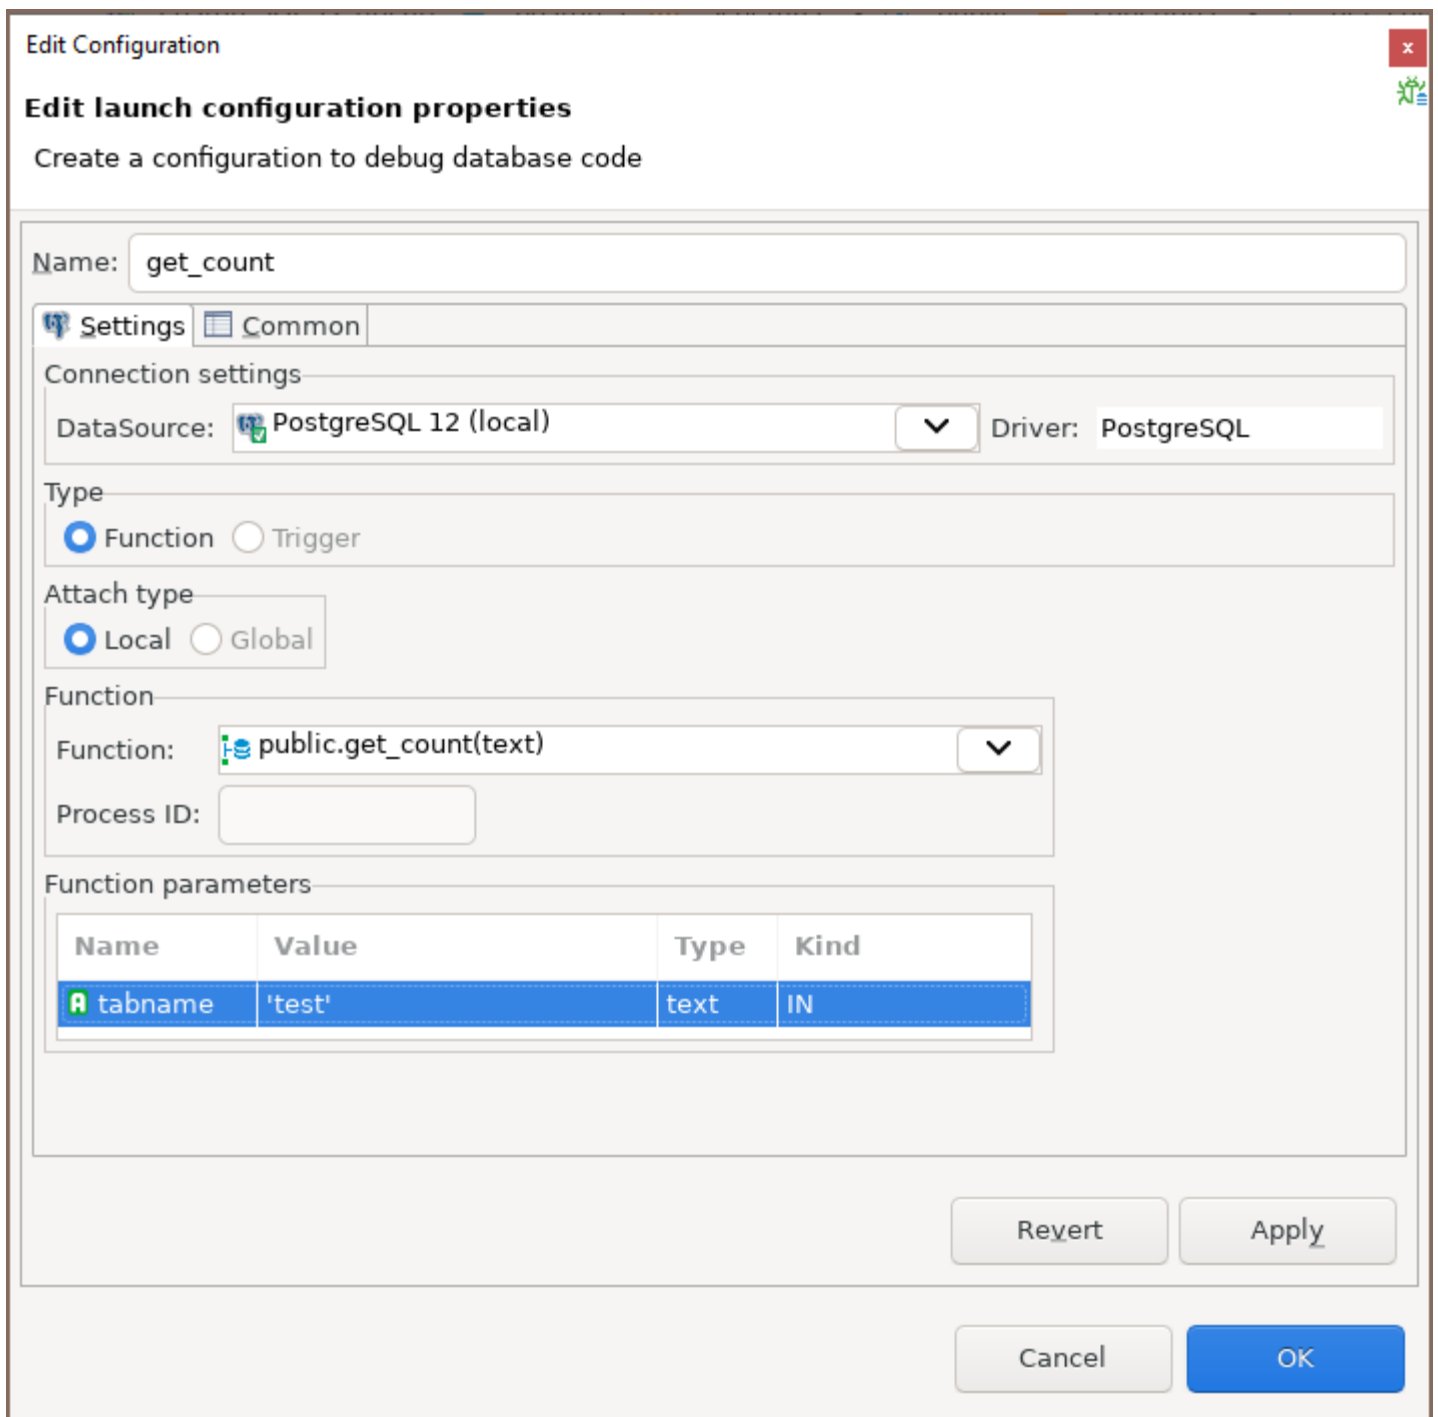 Edit Configuration
x
Edit launch configuration properties
Create a configuration to debug database code
Name: get_count
Settings Common
Connection settings
DataSource: PostgreSQL 12 (local) Driver: PostgreSQL
Type
Function Trigger
Attach type
Local Global
Function
Function: public.get_count(text)
Process ID:
Function parameters
Name Value Type Kind
A tabname 'test' text IN
Revert Apply
Cancel OK